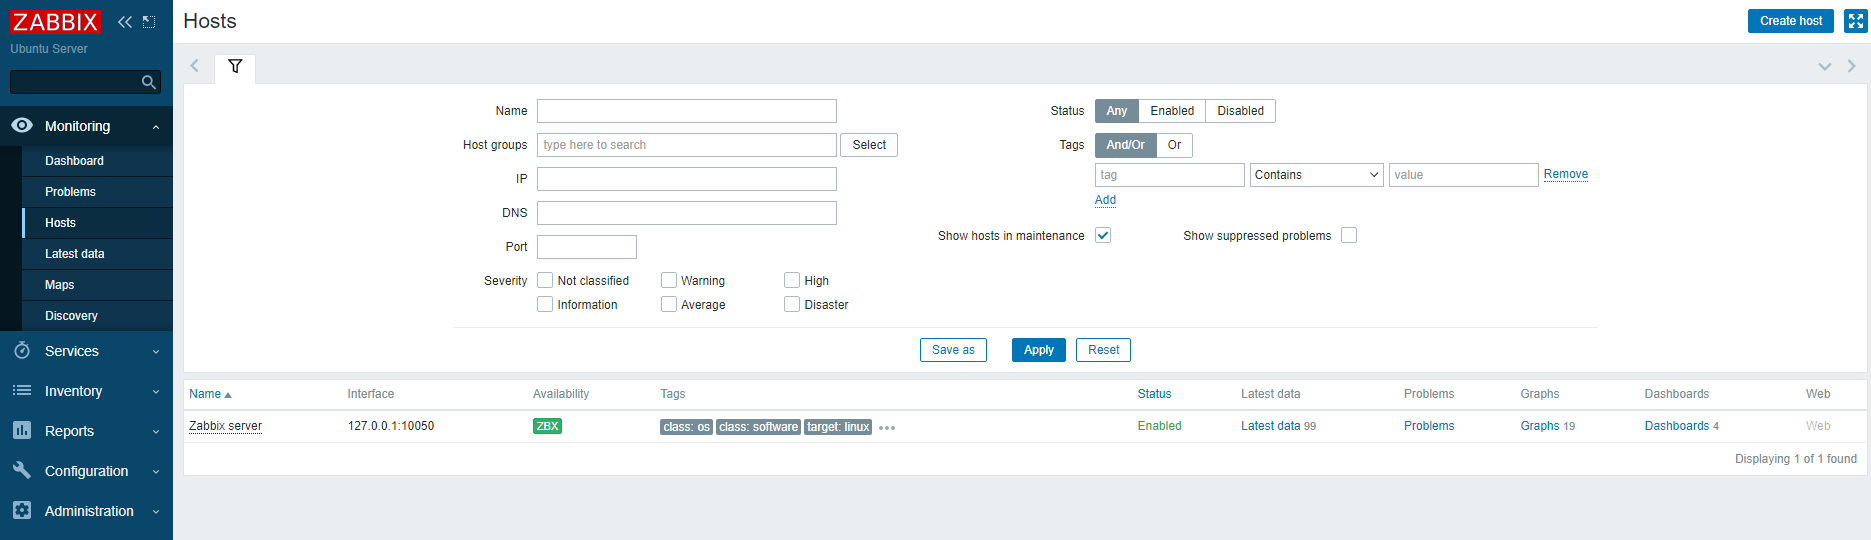 ZABBIX
Ubuntu Server
Monitoring
Dashboard
Problems
Hosts
Latest data
Maps
Discovery
Services
Inventory
Reports
Configuration
Administration
Hosts
Create host
Name
Host groups type here to search Select
IP
DNS
Port
Severity Not classified Warning High
Information Average Disaster
Status Any Enabled Disabled
Tags And/Or Or
tag Contains value Remove
Add
Show hosts in maintenance Show suppressed problems
Save as Apply Reset
Name Interface Availability Tags Status Latest data Problems Graphs Dashboards Web
Zabbix server 127.0.0.1:10050 ZBX class: os class: software target: linux ••• Enabled Latest data 99 Problems Graphs 19 Dashboards 4 Web
Displaying 1 of 1 found